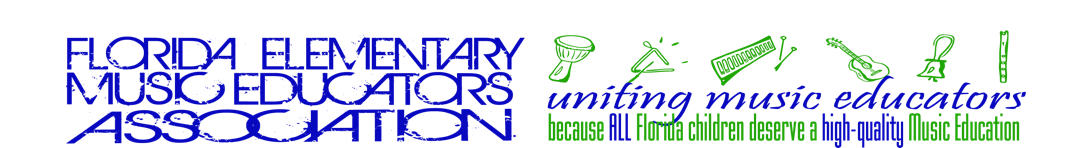 FLORIDA ELEMENTARY
MUSIC EDUCATORS
ASSOCIATION
uniting music educators
because ALL Florida children deserve a high-quality Music Education